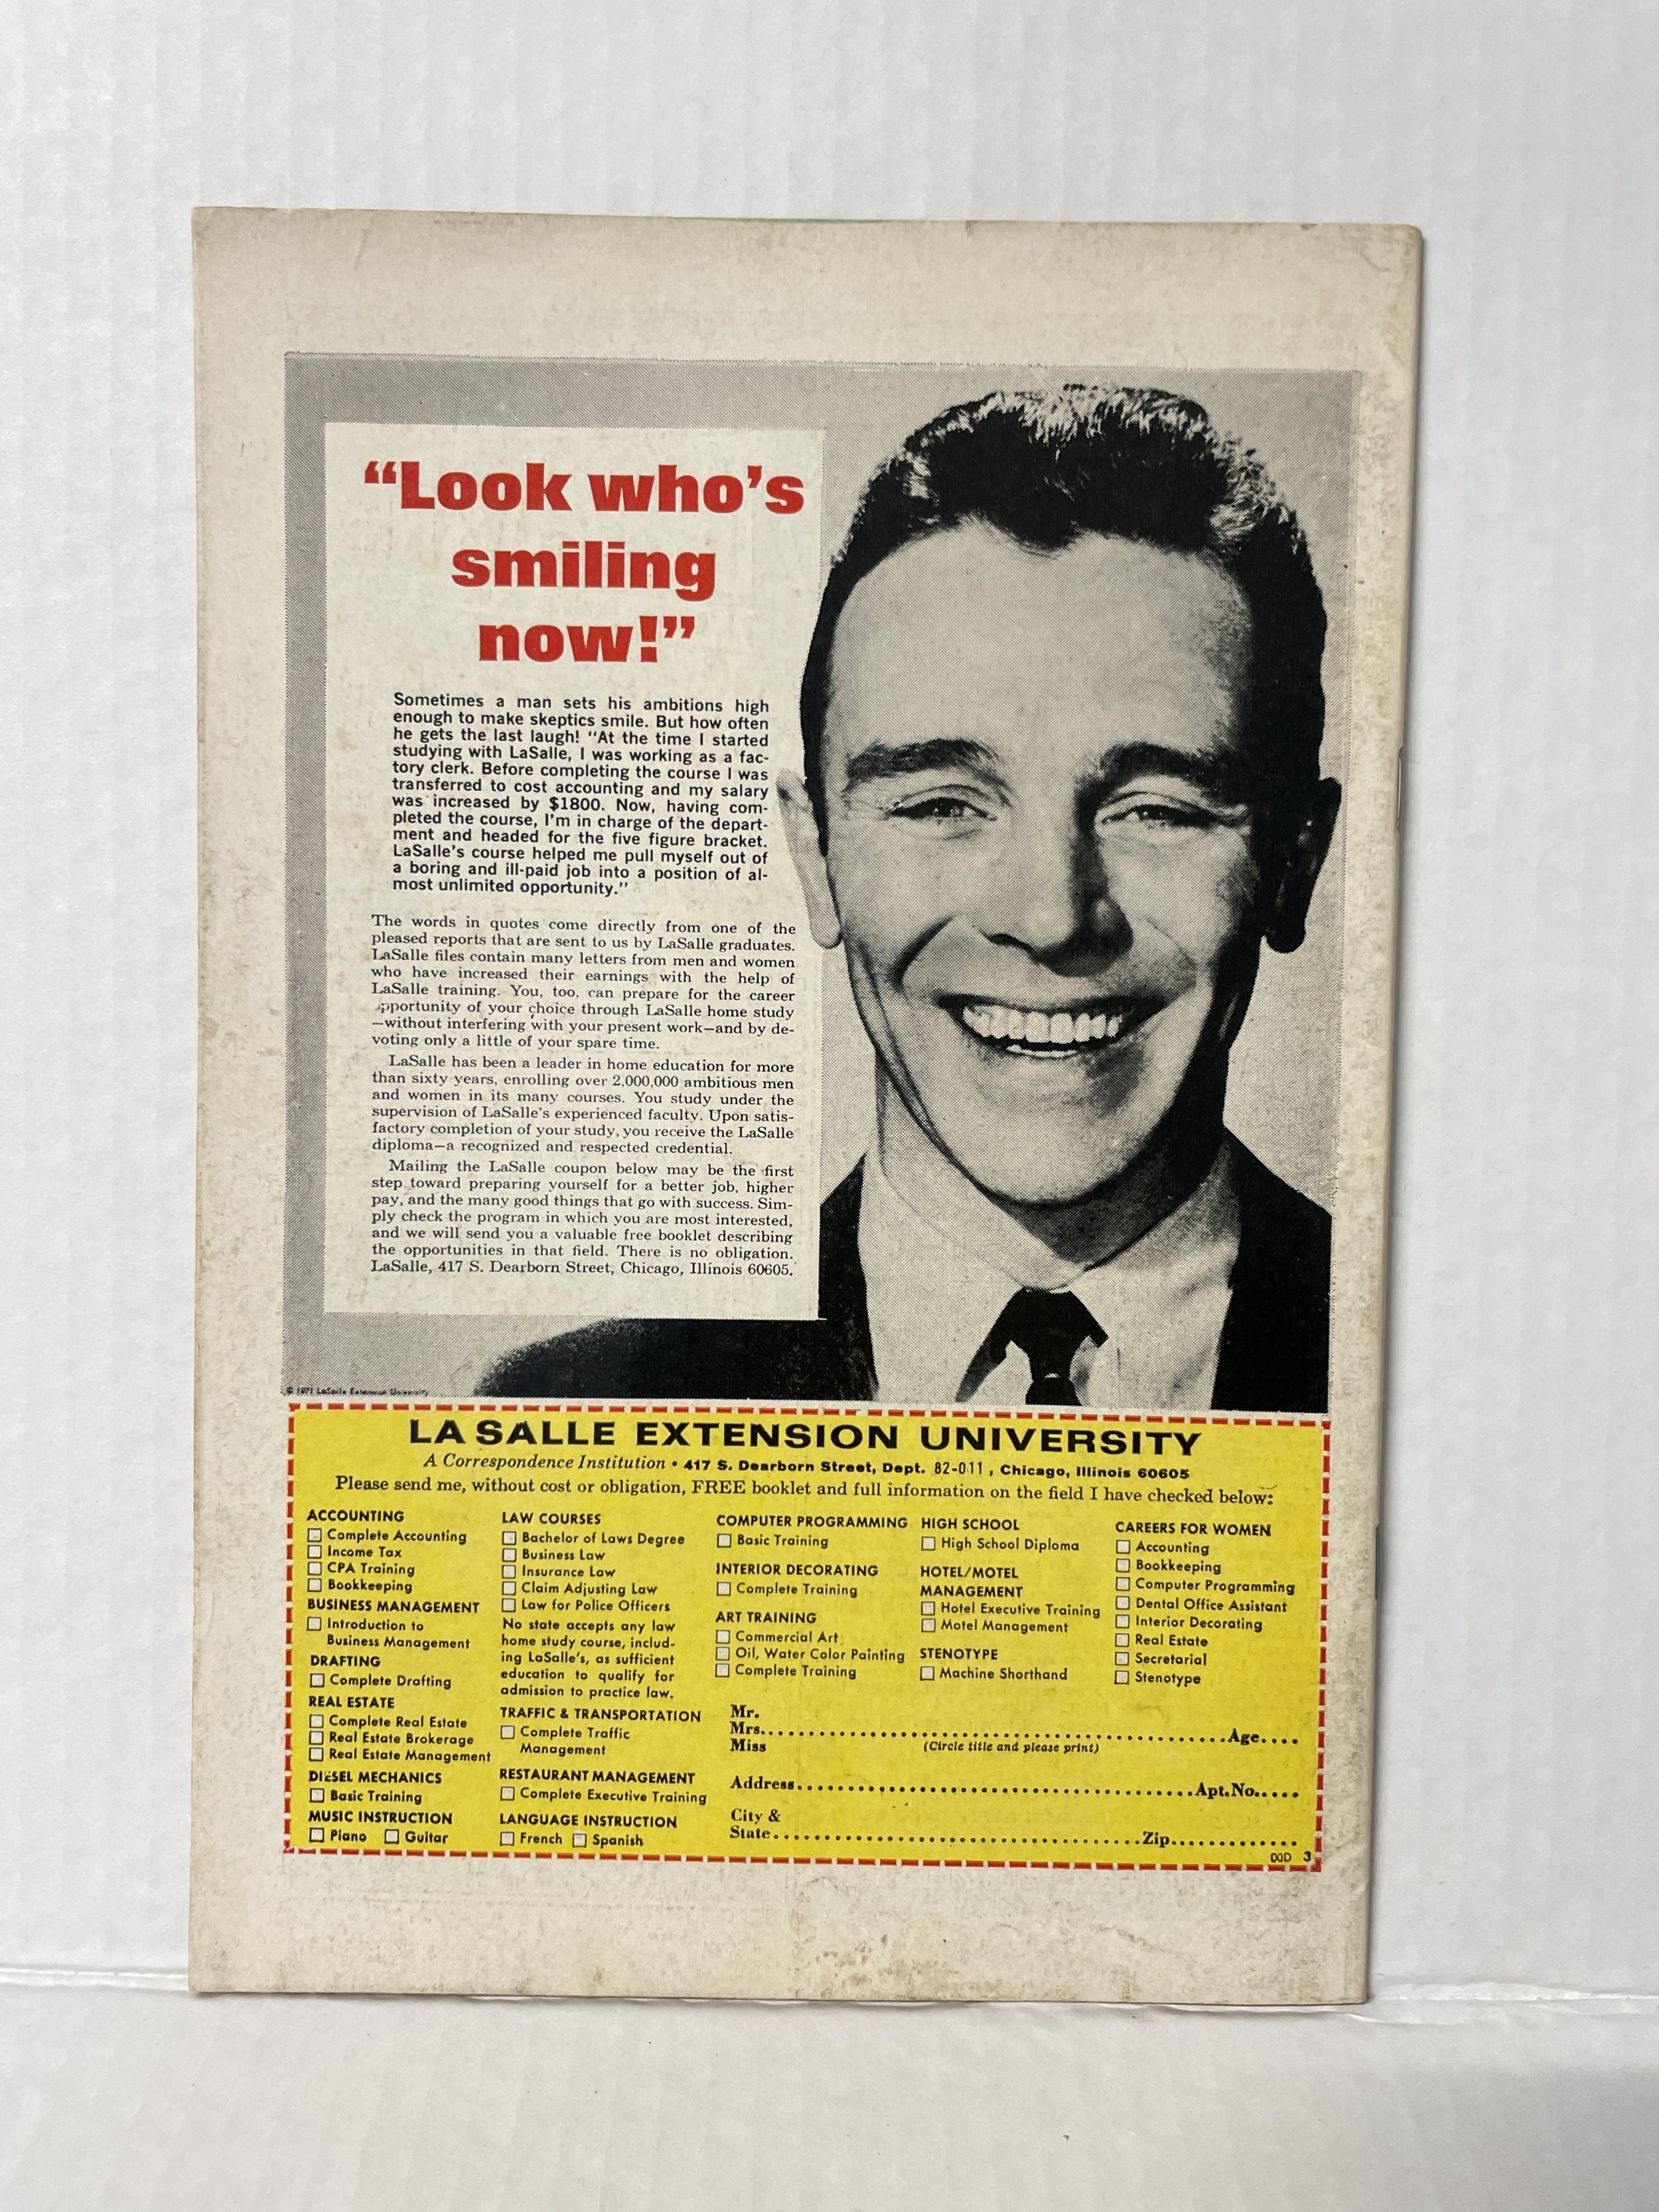 “Look who's
smiling
now!”
Sometimes a man sets his ambitions high
enough to make skeptics smile. But how often
he gets the last laugh! “At the time I started
studying with LaSalle, I was working as a fac-
tory clerk. Before completing the course I was
transferred to cost accounting and my salary
was increased by $1800. Now, having com-
pleted the course, I'm in charge of the depart-
ment and headed for the five figure bracket.
LaSalle's course helped me pull myself out of
a boring and ill-paid job into a position of al-
most unlimited opportunity.”
The words in quotes come directly from one of the
pleased reports that are sent to us by LaSalle graduates.
LaSalle files contain many letters from men and women
who have increased their earnings with the help of
LaSalle training. You, too, can prepare for the career
opportunity of your choice through LaSalle home study
—without interfering with your present work—and by de-
voting only a little of your spare time.
LaSalle has been a leader in home education for more
than sixty years, enrolling over 2,000,000 ambitious men
and women in its many courses. You study under the
supervision of LaSalle's experienced faculty. Upon satis-
factory completion of your study, you receive the LaSalle
diploma—a recognized and respected credential.
Mailing the LaSalle coupon below may be the first
step toward preparing yourself for a better job, higher
pay, and the many good things that go with success. Sim-
ply check the program in which you are most interested,
and we will send you a valuable free booklet describing
the opportunities in that field. There is no obligation.
LaSalle, 417 S. Dearborn Street, Chicago, Illinois 60605.
© 1971 LaSalle Extension University
LA SALLE EXTENSION UNIVERSITY
A Correspondence Institution • 417 S. Dearborn Street, Dept. 82-011, Chicago, Illinois 60605
Please send me, without cost or obligation, FREE booklet and full information on the field I have checked below:
ACCOUNTING
Complete Accounting
Income Tax
CPA Training
Bookkeeping
BUSINESS MANAGEMENT
Introduction to
Business Management
DRAFTING
Complete Drafting
REAL ESTATE
Complete Real Estate
Real Estate Brokerage
Real Estate Management
DIESEL MECHANICS
Basic Training
MUSIC INSTRUCTION
Piano Guitar
LAW COURSES
Bachelor of Laws Degree
Business Law
Insurance Law
Claim Adjusting Law
Law for Police Officers
No state accepts any law
home study course, includ-
ing LaSalle's, as sufficient
education to qualify for
admission to practice law.
TRAFFIC & TRANSPORTATION
Complete Traffic
Management
RESTAURANT MANAGEMENT
Complete Executive Training
LANGUAGE INSTRUCTION
French Spanish
COMPUTER PROGRAMMING
Basic Training
INTERIOR DECORATING
Complete Training
ART TRAINING
Commercial Art
Oil, Water Color Painting
Complete Training
HIGH SCHOOL
High School Diploma
HOTEL/MOTEL
MANAGEMENT
Hotel Executive Training
Motel Management
STENOTYPE
Machine Shorthand
CAREERS FOR WOMEN
Accounting
Bookkeeping
Computer Programming
Dental Office Assistant
Interior Decorating
Real Estate
Secretarial
Stenotype
Mr.
Mrs. Age
Miss (Circle title and please print)
Address Apt.No.
City &
State Zip
00D 3